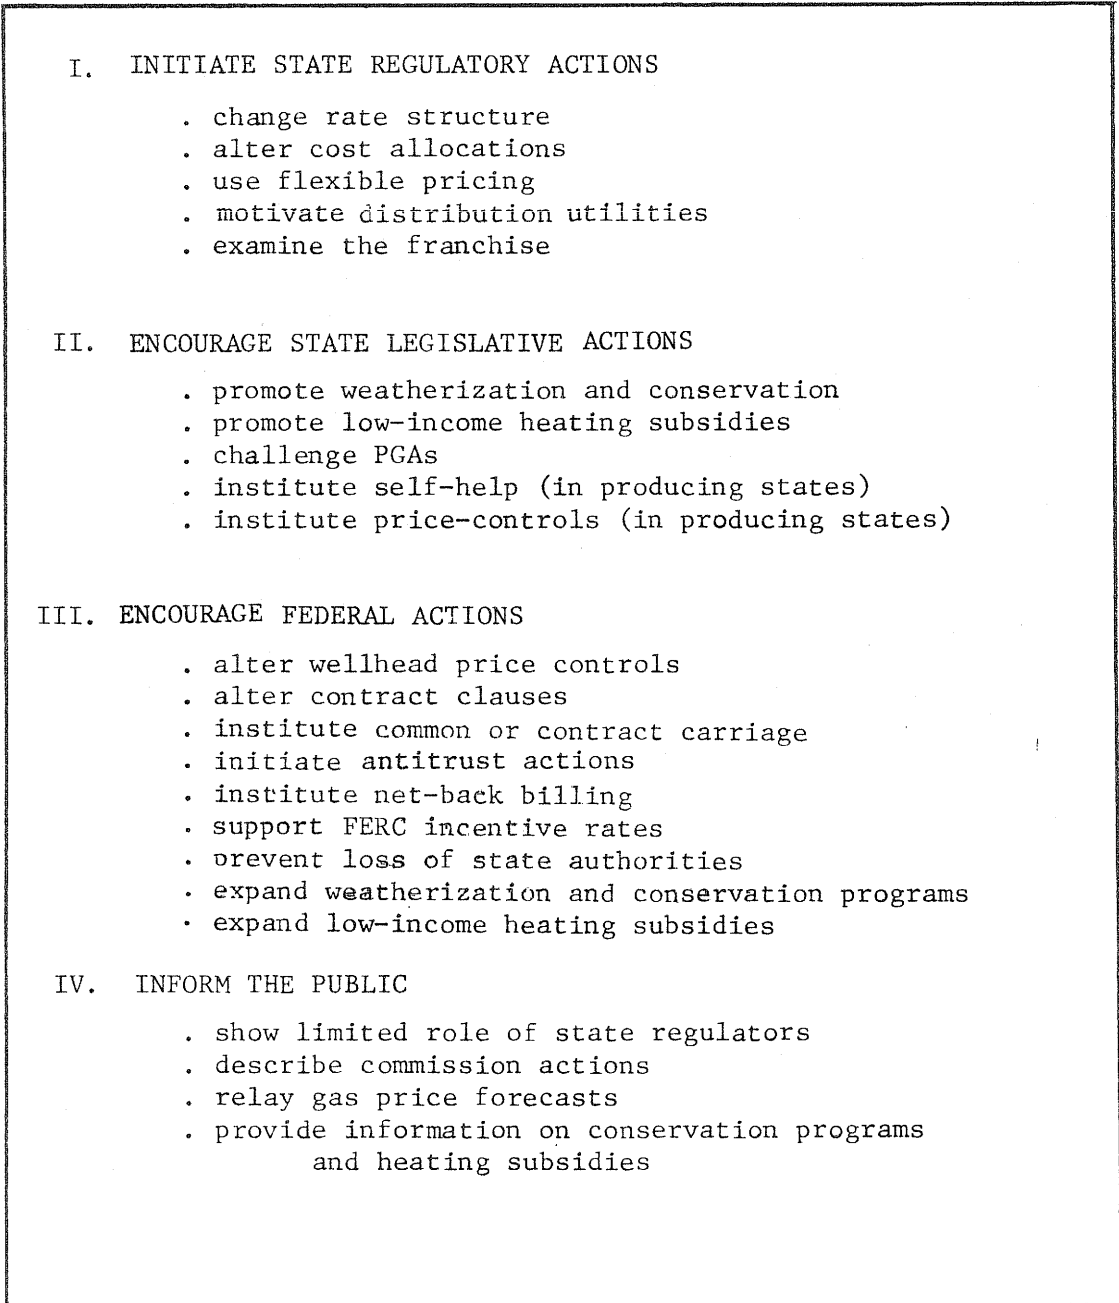 I. INITIATE STATE REGULATORY ACTIONS
. change rate structure
. alter cost allocations
. use flexible pricing
. motivate distribution utilities
. examine the franchise
II. ENCOURAGE STATE LEGISLATIVE ACTIONS
. promote weatherization and conservation
. promote low-income heating subsidies
. challenge PGAs
. institute self-help (in producing states)
. institute price-controls (in producing states)
III. ENCOURAGE FEDERAL ACTIONS
. alter wellhead price controls
. alter contract clauses
. institute common or contract carriage
. initiate antitrust actions
. institute net-back billing
. support FERC incentive rates
. prevent loss of state authorities
. expand weatherization and conservation programs
. expand low-income heating subsidies
IV. INFORM THE PUBLIC
. show limited role of state regulators
. describe commission actions
. relay gas price forecasts
. provide information on conservation programs
and heating subsidies